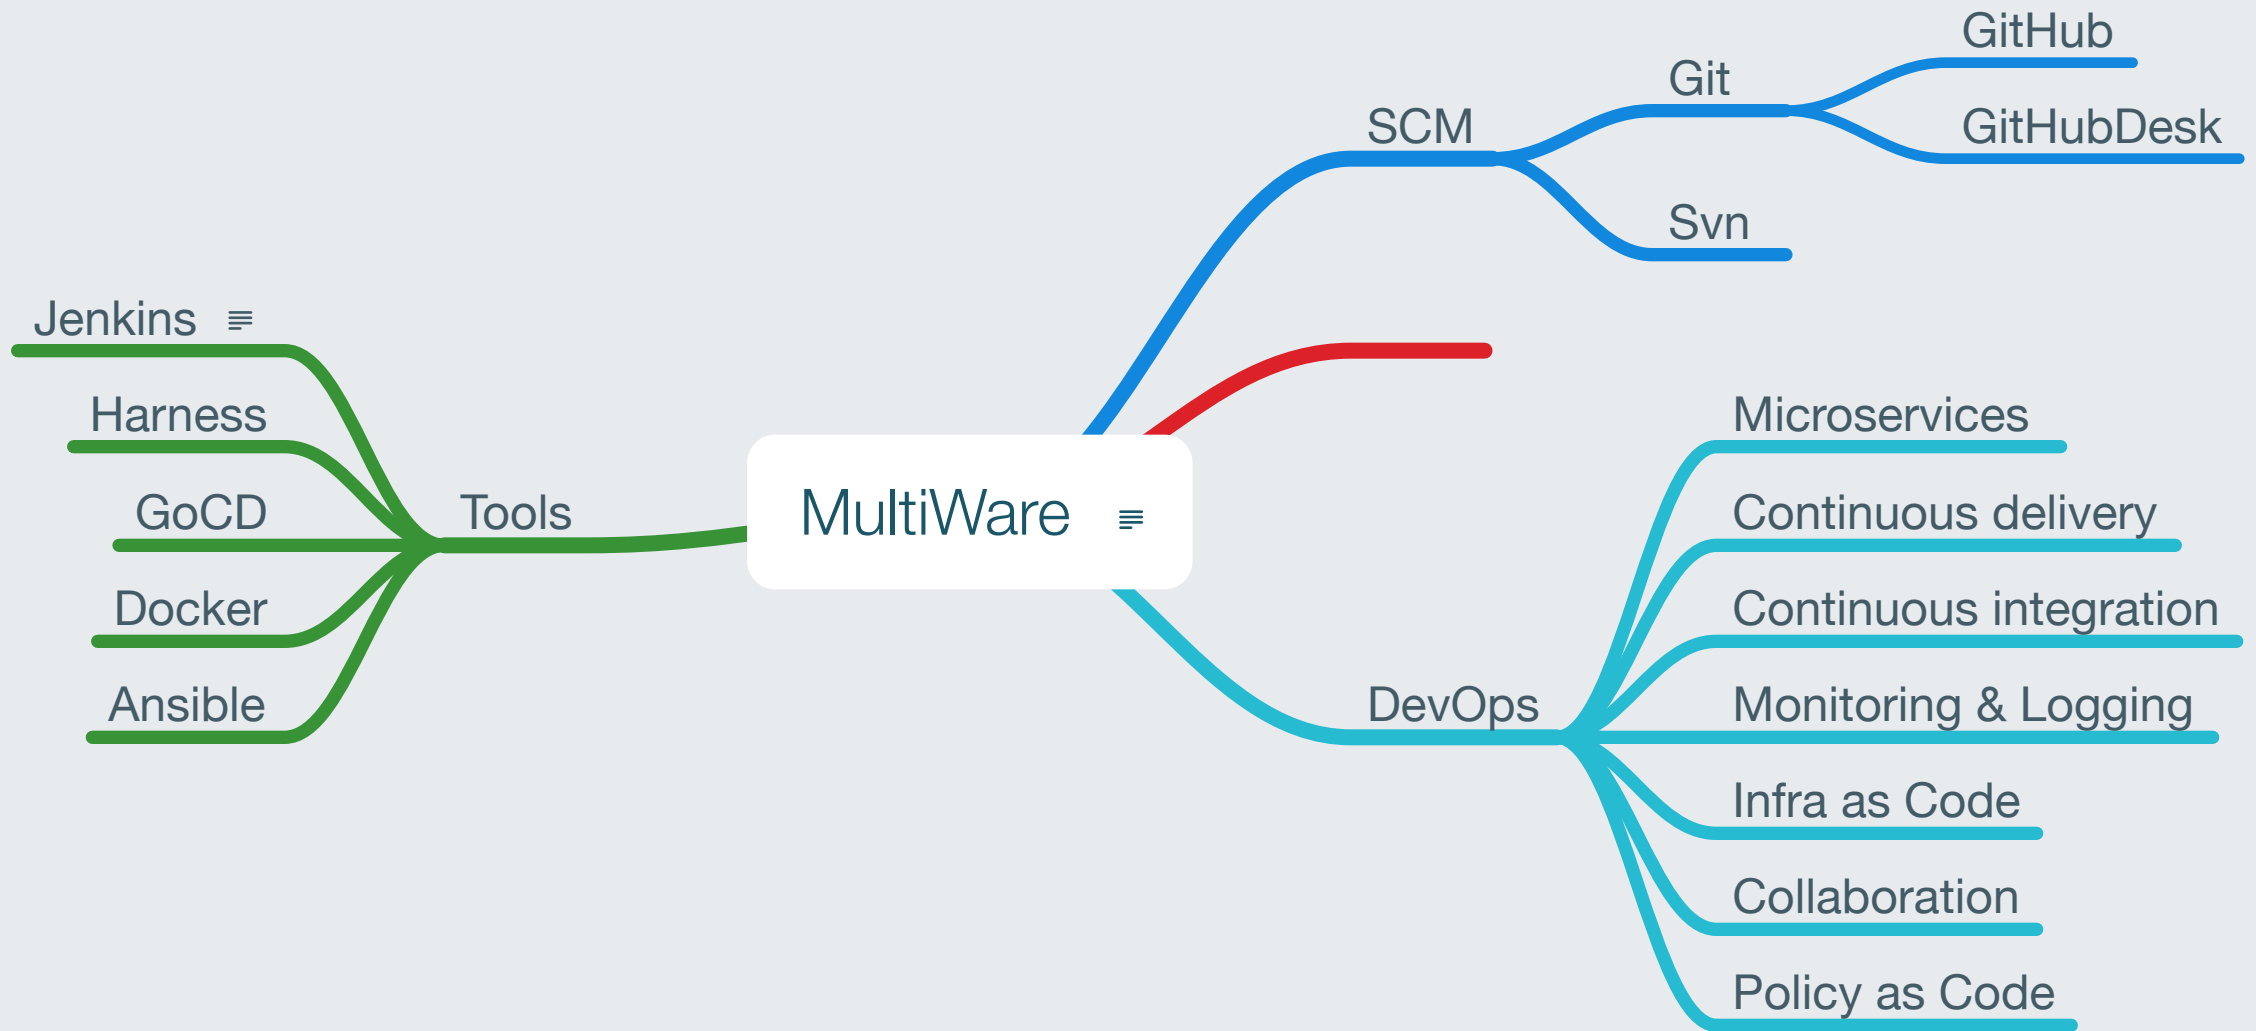 GitHub
Git
GitHubDesk
SCM
Svn
Jenkins
Harness
GoCD
Docker
Ansible
Tools
MultiWare
Microservices
Continuous delivery
Continuous integration
DevOps
Monitoring & Logging
Infra as Code
Collaboration
Policy as Code